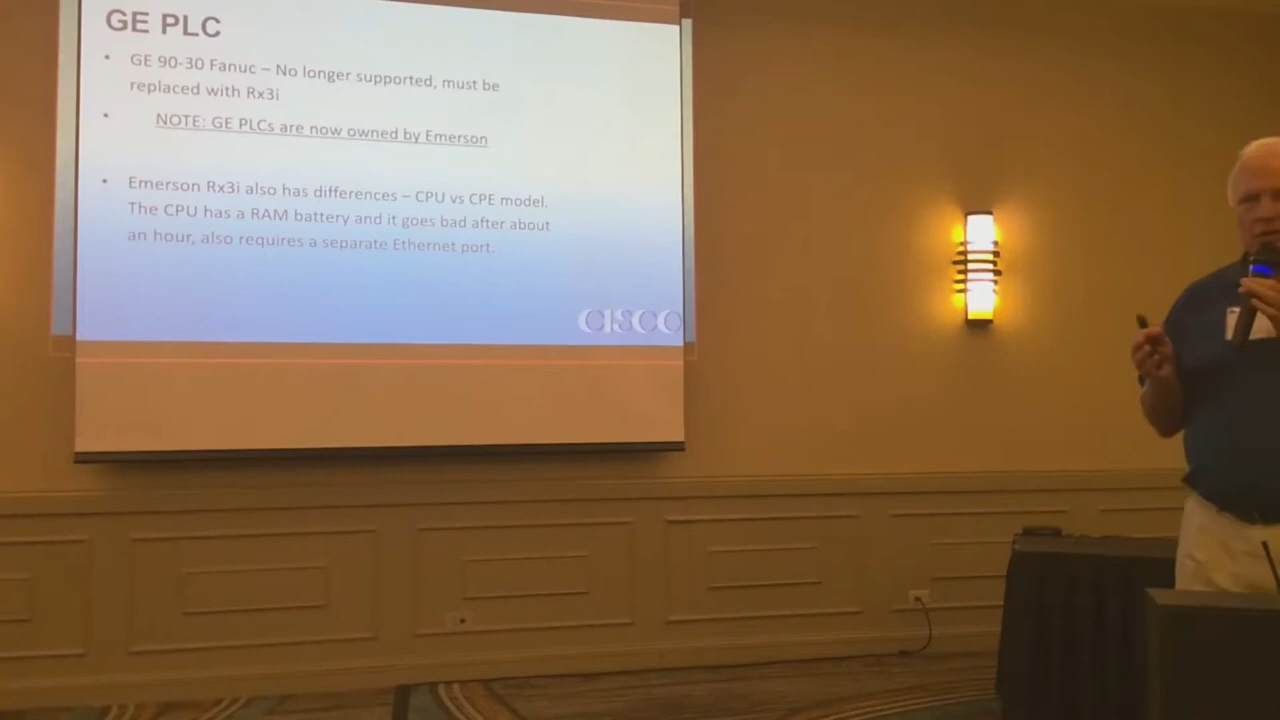 GE PLC
• GE 90-30 Fanuc – No longer supported, must be
replaced with Rx3i
• NOTE: GE PLCs are now owned by Emerson
• Emerson Rx3i also has differences – CPU vs CPE model.
The CPU has a RAM battery and it goes bad after about
an hour, also requires a separate Ethernet port.
CISCO